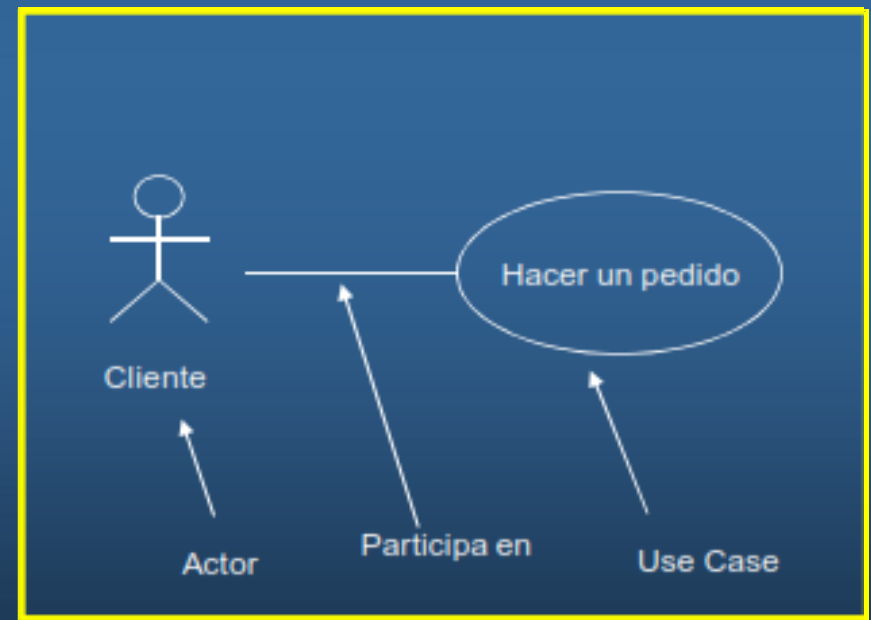 Hacer un pedido
Cliente
Actor
Participa en
Use Case